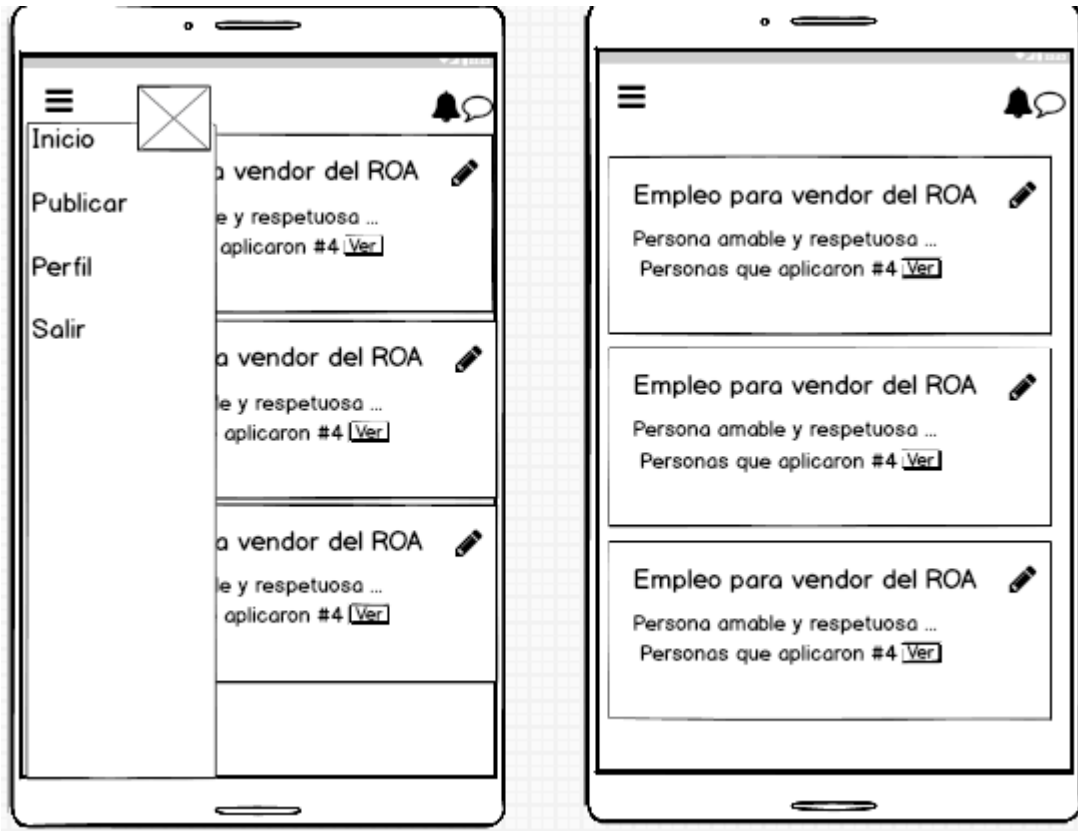 Inicio
Publicar
Perfil
Salir
a vendor del ROA
e y respetuosa ...
aplicaron #4 Ver
a vendor del ROA
le y respetuosa ...
aplicaron #4 Ver
a vendor del ROA
le y respetuosa ...
aplicaron #4 Ver
Empleo para vendor del ROA
Persona amable y respetuosa ...
Personas que aplicaron #4 Ver
Empleo para vendor del ROA
Persona amable y respetuosa ...
Personas que aplicaron #4 Ver
Empleo para vendor del ROA
Persona amable y respetuosa ...
Personas que aplicaron #4 Ver